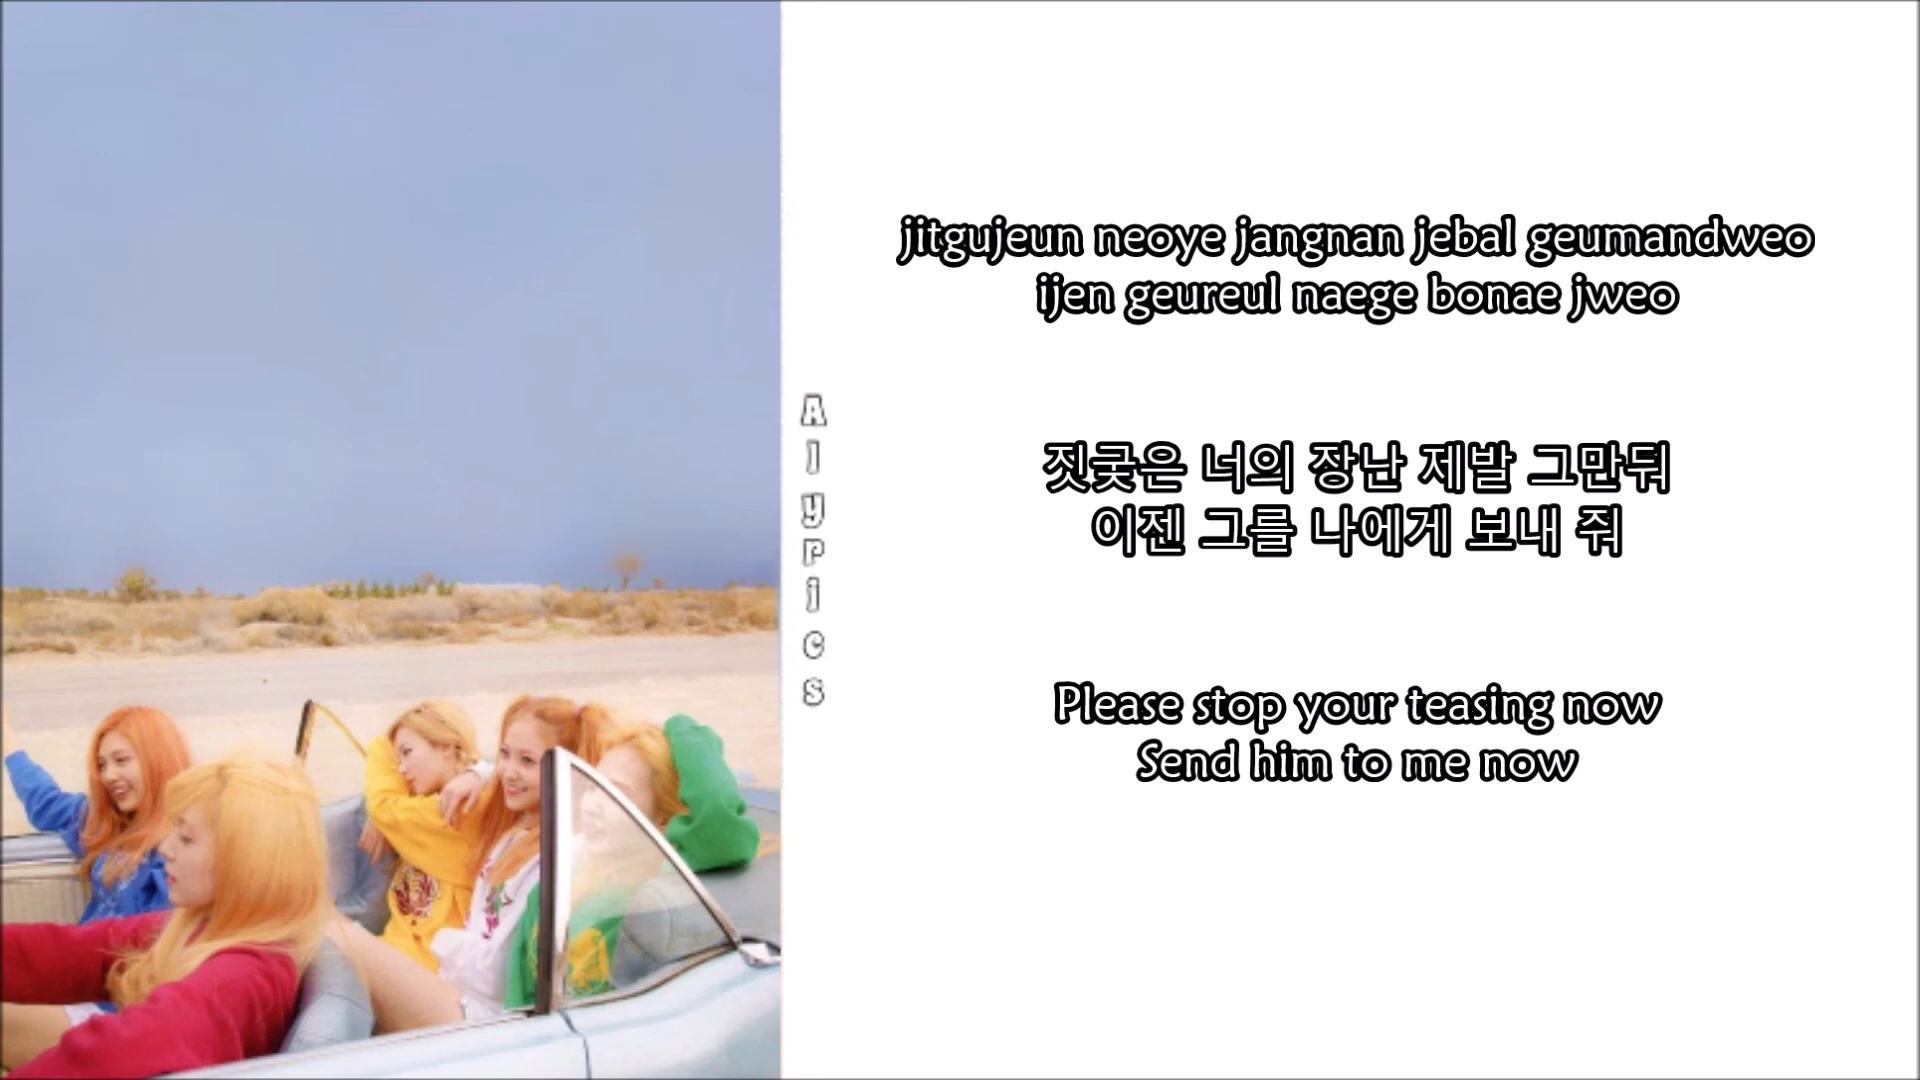 Alyrics
jitgujeun neoye jangnan jebal geumandweo
ijen geureul naege bonae jweo
짓궂은 너의 장난 제발 그만둬
이젠 그를 나에게 보내 줘
Please stop your teasing now
Send him to me now